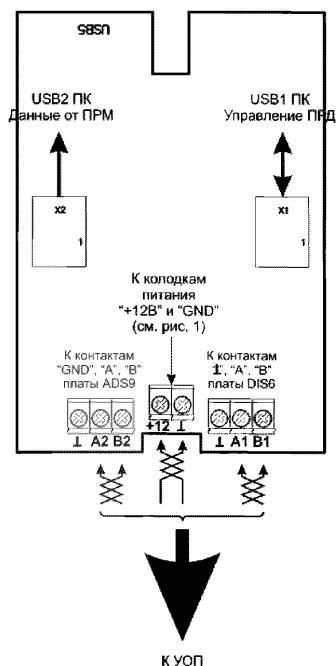 USB5
USB2 ПК
Данные от ПРМ
USB1 ПК
Управление ПРД
X2
1
X1
1
К колодкам
питания
"+12В" и "GND"
(см. рис. 1)
К контактам
"GND", "A", "B"
платы ADS9
К контактам
"⊥", "A", "B"
платы DIS6
⊥ A2 B2
+12 ⊥
⊥ A1 B1
К УОП